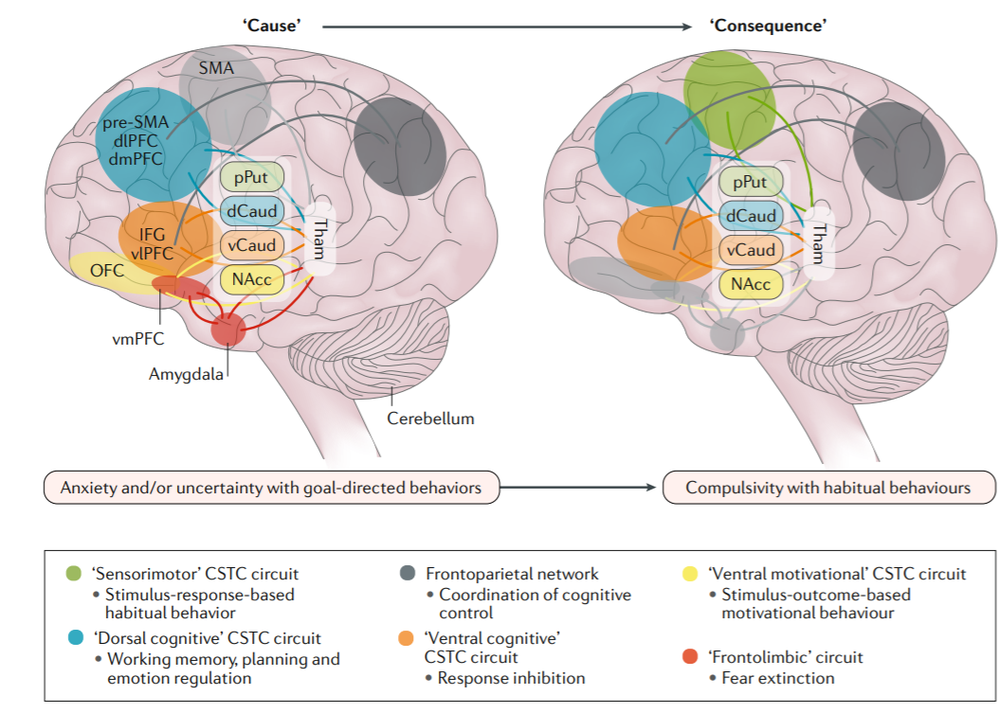 ‘Cause’
‘Consequence’
SMA
pre-SMA
dlPFC
dmPFC
pPut
dCaud
IFG
vlPFC
vCaud
Tham
OFC
NAcc
vmPFC
Amygdala
Cerebellum
pPut
dCaud
vCaud
Tham
NAcc
Anxiety and/or uncertainty with goal-directed behaviors
Compulsivity with habitual behaviours
‘Sensorimotor’ CSTC circuit
• Stimulus-response-based
habitual behavior
‘Dorsal cognitive’ CSTC circuit
• Working memory, planning and
emotion regulation
Frontoparietal network
• Coordination of cognitive
control
‘Ventral cognitive’
CSTC circuit
• Response inhibition
‘Ventral motivational’ CSTC circuit
• Stimulus-outcome-based
motivational behaviour
‘Frontolimbic’ circuit
• Fear extinction